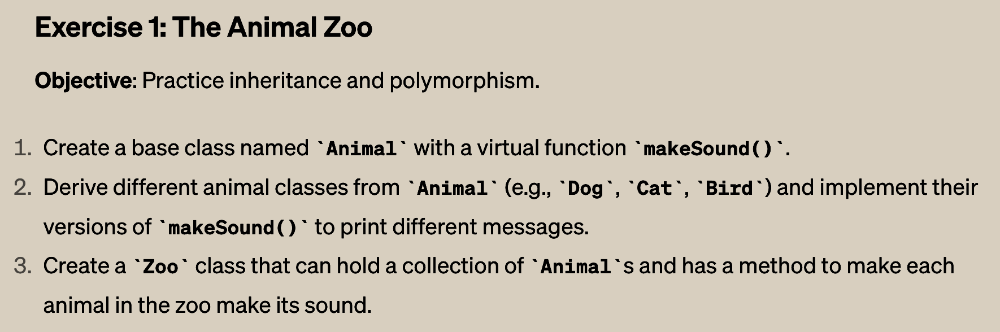 Exercise 1: The Animal Zoo
Objective: Practice inheritance and polymorphism.
1. Create a base class named `Animal` with a virtual function `makeSound()`.
2. Derive different animal classes from `Animal` (e.g., `Dog`, `Cat`, `Bird`) and implement their
versions of `makeSound()` to print different messages.
3. Create a `Zoo` class that can hold a collection of `Animal`s and has a method to make each
animal in the zoo make its sound.